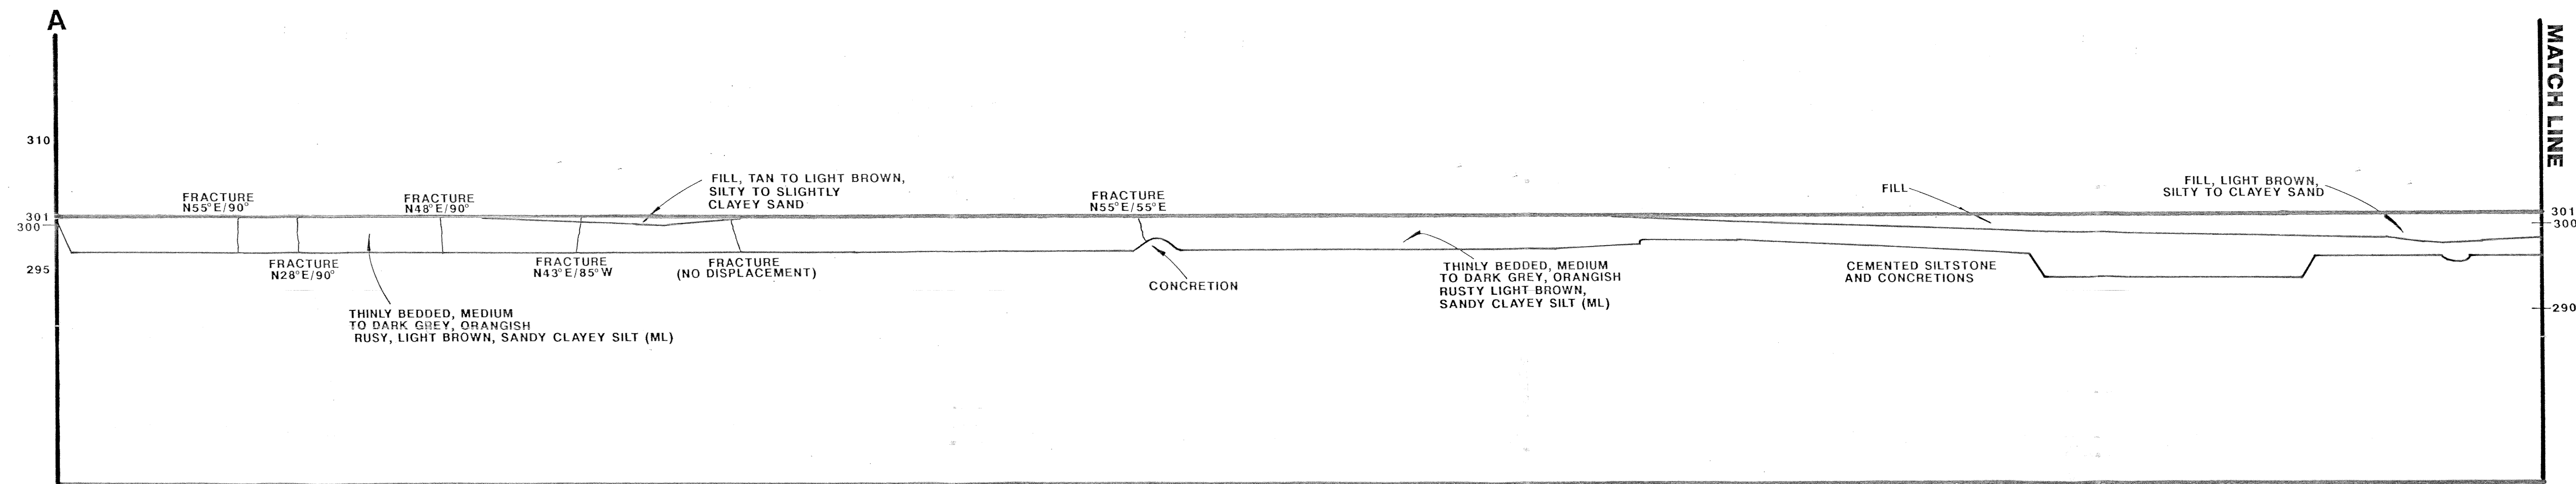 A
MATCH LINE
310
301
300
295
FRACTURE
N55°E/90°
FRACTURE
N48°E/90°
FILL, TAN TO LIGHT BROWN,
SILTY TO SLIGHTLY
CLAYEY SAND
FRACTURE
N55°E/55°E
FILL
FILL, LIGHT BROWN,
SILTY TO CLAYEY SAND
301
300
290
FRACTURE
N28°E/90°
FRACTURE
N43°E/85°W
FRACTURE
(NO DISPLACEMENT)
CONCRETION
THINLY BEDDED, MEDIUM
TO DARK GREY, ORANGISH
RUSTY LIGHT BROWN,
SANDY CLAYEY SILT (ML)
CEMENTED SILTSTONE
AND CONCRETIONS
THINLY BEDDED, MEDIUM
TO DARK GREY, ORANGISH
RUSY, LIGHT BROWN, SANDY CLAYEY SILT (ML)